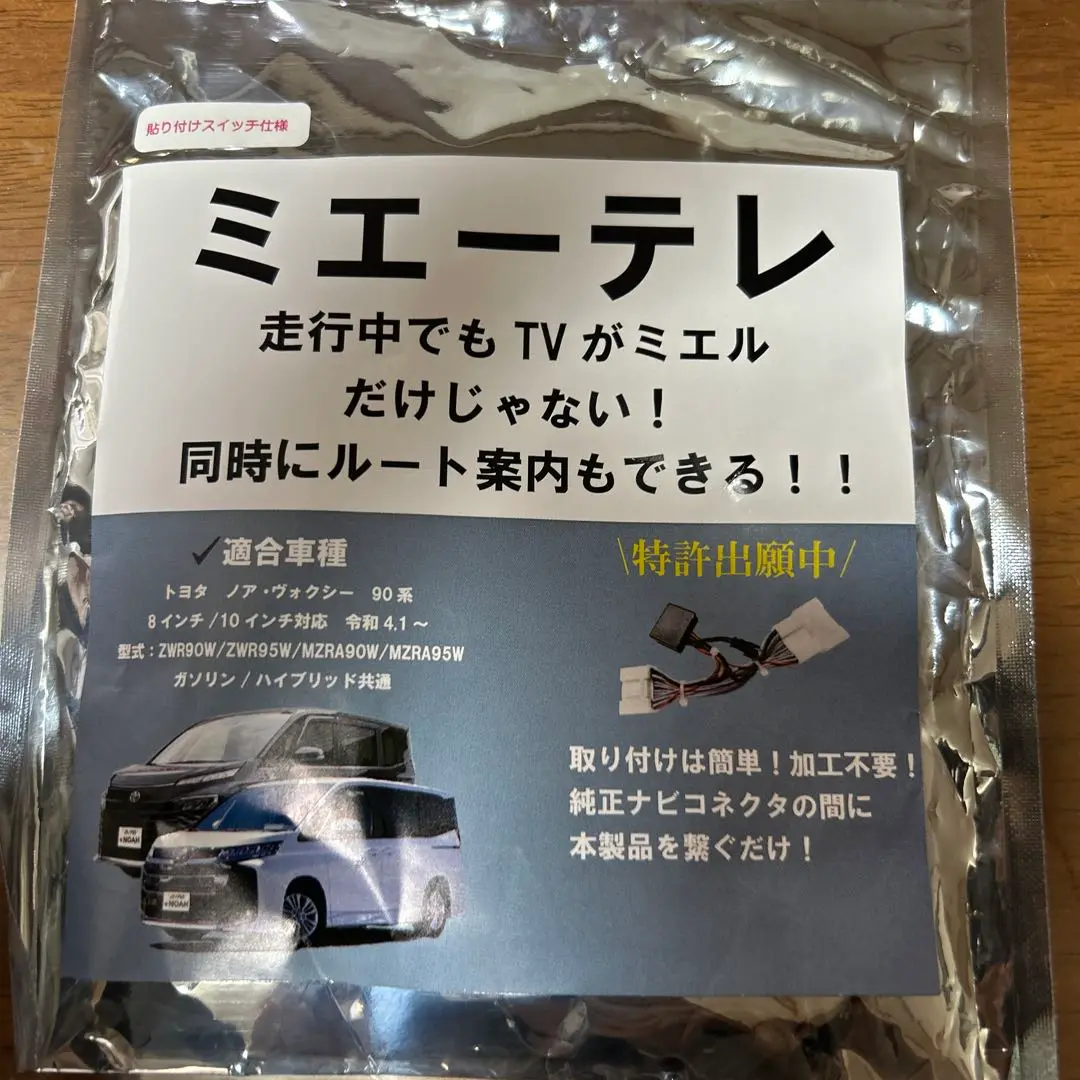 貼り付けスイッチ仕様
ミエーテレ
走行中でも TV がミエル
だけじゃない！
同時にルート案内もできる！！
✓適合車種
トヨタ ノア・ヴォクシー 90系
8インチ/10インチ対応 令和4.1～
型式：ZWR90W/ZWR95W/MZRA90W/MZRA95W
ガソリン/ハイブリッド共通
\特許出願中/
取り付けは簡単！加工不要！
純正ナビコネクタの間に
本製品を繋ぐだけ！
NOAH
NOAH